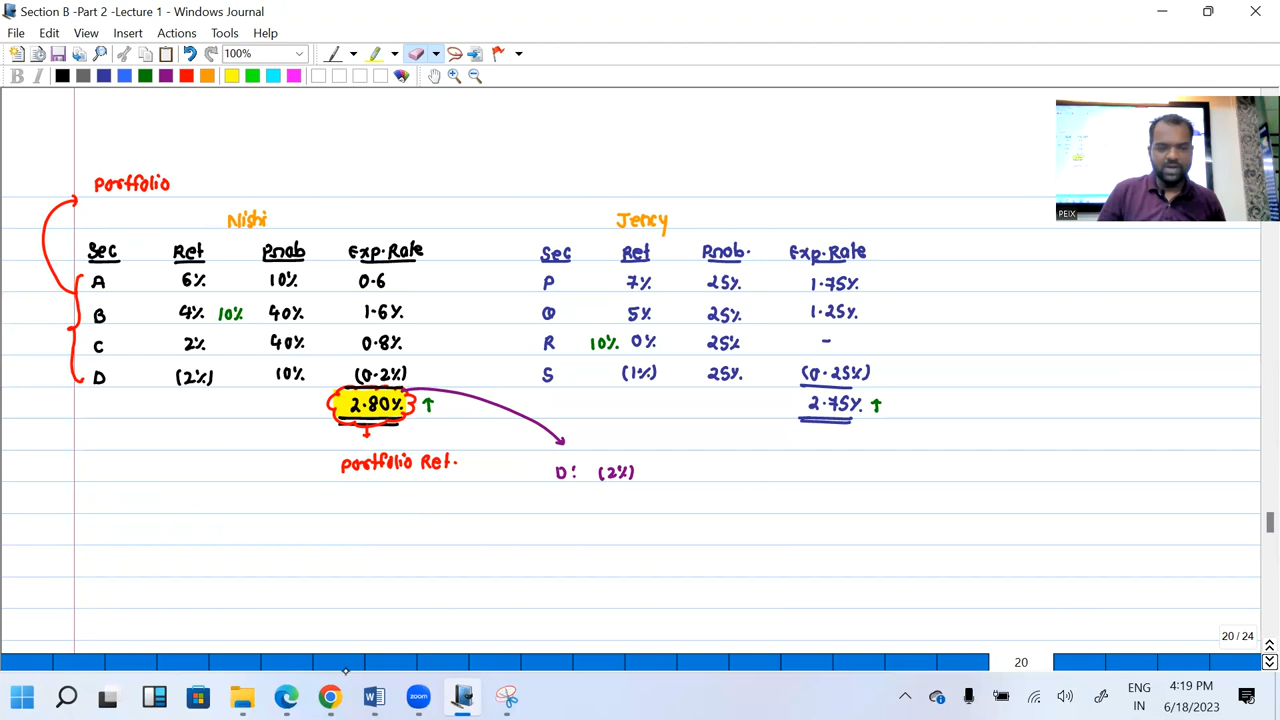 Section B -Part 2 -Lecture 1 - Windows Journal
File Edit View Insert Actions Tools Help
100%
B I
PEIX
Portfolio
Nishi Jency
Sec Ret Prob Exp.Rate Sec Ret Prob. Exp.Rate
A 6% 10% 0.6 P 7% 25% 1.75%
B 4% 10% 40% 1.6% Q 5% 25% 1.25%
C 2% 40% 0.8% R 10% 0% 25% -
D (2%) 10% (0.2%) S (1%) 25% (0.25%)
2.80% ↑ 2.75% ↑
Portfolio Ret.
D: (2%)
20 / 24
20
zoom
ENG
IN
4:19 PM
6/18/2023